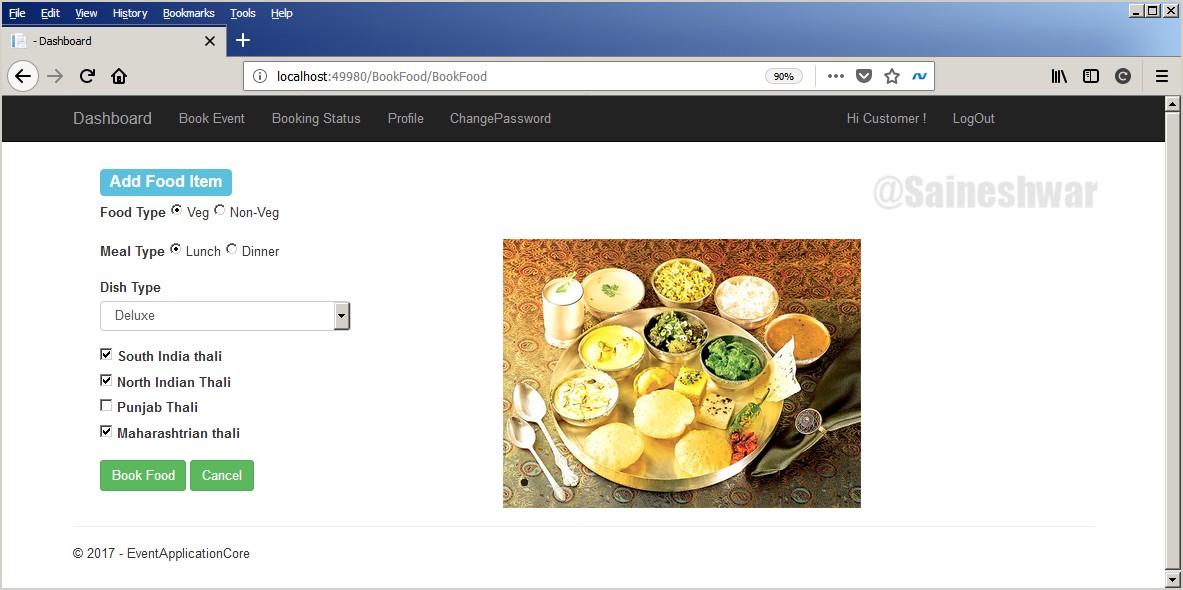 File Edit View History Bookmarks Tools Help
- Dashboard
localhost:49980/BookFood/BookFood 90%
Dashboard Book Event Booking Status Profile ChangePassword Hi Customer ! LogOut
@Saineshwar
Add Food Item
Food Type Veg Non-Veg
Meal Type Lunch Dinner
Dish Type
Deluxe
South India thali
North Indian Thali
Punjab Thali
Maharashtrian thali
Book Food Cancel
© 2017 - EventApplicationCore